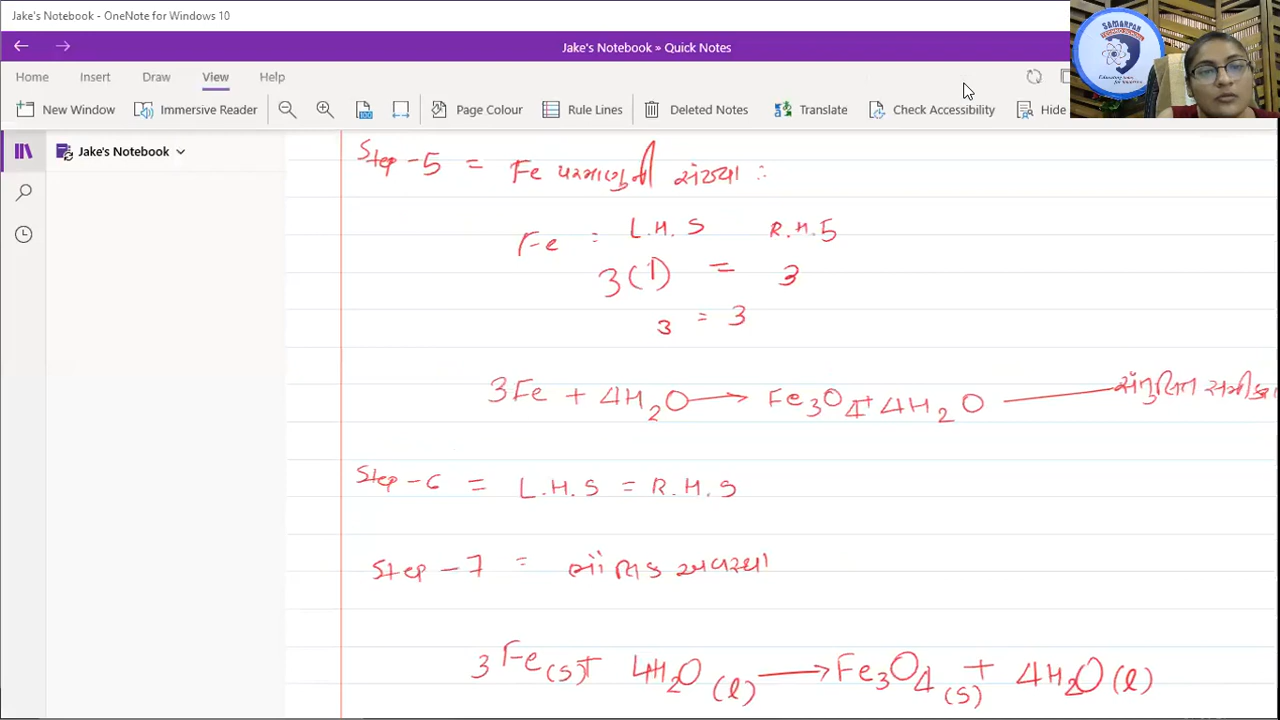 Jake's Notebook - OneNote for Windows 10
Jake's Notebook » Quick Notes
SAMARPAN
Home Insert Draw View Help
New Window Immersive Reader Page Colour Rule Lines Deleted Notes Translate Check Accessibility Hide
Jake's Notebook
Step-5 = Fe પરમાણુની સંખ્યા :
Fe : L.H.S R.H.S
3(1) = 3
3 = 3
3Fe + 4H2O → Fe3O4 + 4H2O — સંતુલિત
Step-6 = L.H.S = R.H.S
Step-7 = ભૌતિક અવસ્થા
3Fe(s) + 4H2O(l) → Fe3O4(s) + 4H2O(l)